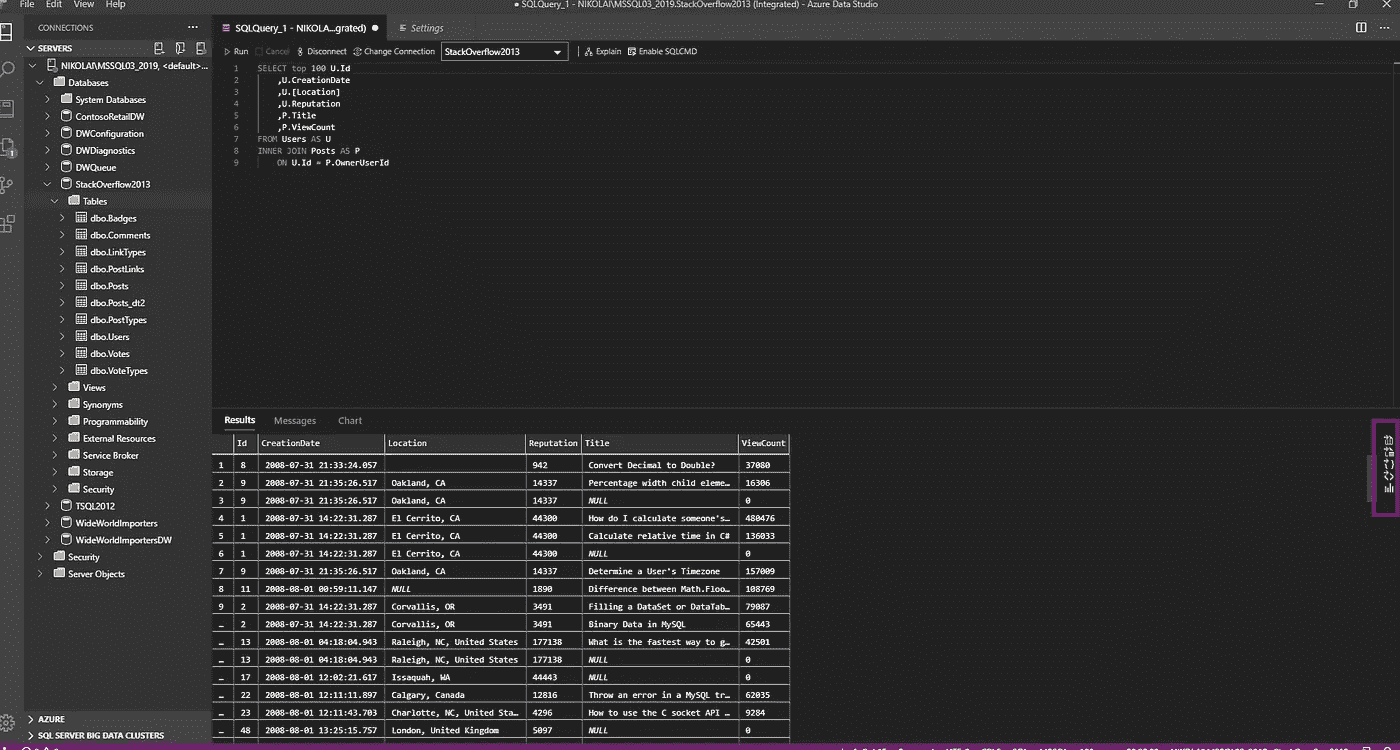 File Edit View Help
● SQLQuery_1 - NIKOLAI\MSSQL03_2019.StackOverflow2013 (Integrated) - Azure Data Studio
CONNECTIONS ...
SQLQuery_1 - NIKOLA...grated) ●
Settings
SERVERS
Run Cancel Disconnect Change Connection StackOverflow2013 Explain Enable SQLCMD
NIKOLAI\MSSQL03_2019, <default>...
Databases
System Databases
ContosoRetailDW
DWConfiguration
DWDiagnostics
DWQueue
StackOverflow2013
Tables
dbo.Badges
dbo.Comments
dbo.LinkTypes
dbo.PostLinks
dbo.Posts
dbo.Posts_dt2
dbo.PostTypes
dbo.Users
dbo.Votes
dbo.VoteTypes
Views
Synonyms
Programmability
External Resources
Service Broker
Storage
Security
TSQL2012
WideWorldImporters
WideWorldImportersDW
Security
Server Objects
AZURE
SQL SERVER BIG DATA CLUSTERS
1 SELECT top 100 U.Id
2 ,U.CreationDate
3 ,U.[Location]
4 ,U.Reputation
5 ,P.Title
6 ,P.ViewCount
7 FROM Users AS U
8 INNER JOIN Posts AS P
9 ON U.Id = P.OwnerUserId
Results Messages Chart
Id CreationDate Location Reputation Title ViewCount
1 8 2008-07-31 21:33:24.057 942 Convert Decimal to Double? 37080
2 9 2008-07-31 21:35:26.517 Oakland, CA 14337 Percentage width child eleme… 16306
3 9 2008-07-31 21:35:26.517 Oakland, CA 14337 NULL 0
4 1 2008-07-31 14:22:31.287 El Cerrito, CA 44300 How do I calculate someone's… 480476
5 1 2008-07-31 14:22:31.287 El Cerrito, CA 44300 Calculate relative time in C# 136033
6 1 2008-07-31 14:22:31.287 El Cerrito, CA 44300 NULL 0
7 9 2008-07-31 21:35:26.517 Oakland, CA 14337 Determine a User's Timezone 157009
8 11 2008-08-01 00:59:11.147 NULL 1890 Difference between Math.Floo… 108769
9 2 2008-07-31 14:22:31.287 Corvallis, OR 3491 Filling a DataSet or DataTab… 79087
… 2 2008-07-31 14:22:31.287 Corvallis, OR 3491 Binary Data in MySQL 65443
… 13 2008-08-01 04:18:04.943 Raleigh, NC, United States 177138 What is the fastest way to g… 42501
… 13 2008-08-01 04:18:04.943 Raleigh, NC, United States 177138 NULL 0
… 17 2008-08-01 12:02:21.617 Issaquah, WA 44443 NULL 0
… 22 2008-08-01 12:11:11.897 Calgary, Canada 12816 Throw an error in a MySQL tr… 62035
… 23 2008-08-01 12:11:43.703 Charlotte, NC, United Sta… 4296 How to use the C socket API … 9284
… 48 2008-08-01 13:25:15.757 London, United Kingdom 5097 NULL 0